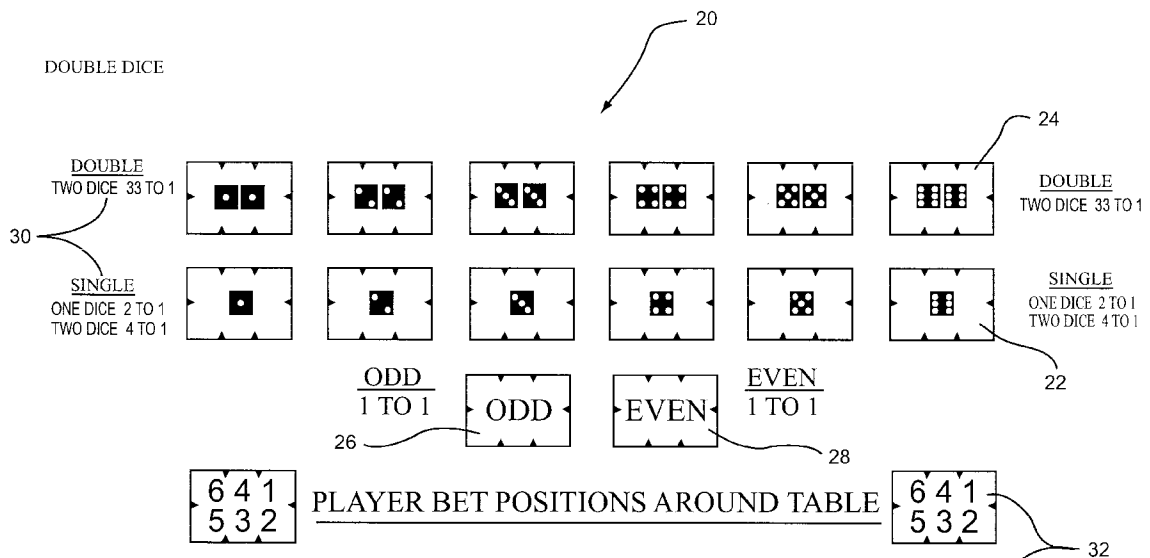 20
DOUBLE DICE
24
DOUBLE
TWO DICE 33 TO 1
DOUBLE
TWO DICE 33 TO 1
30
SINGLE
ONE DICE 2 TO 1
TWO DICE 4 TO 1
SINGLE
ONE DICE 2 TO 1
TWO DICE 4 TO 1
22
ODD
1 TO 1
ODD
EVEN
EVEN
1 TO 1
26
28
6 4 1
5 3 2
PLAYER BET POSITIONS AROUND TABLE
6 4 1
5 3 2
32